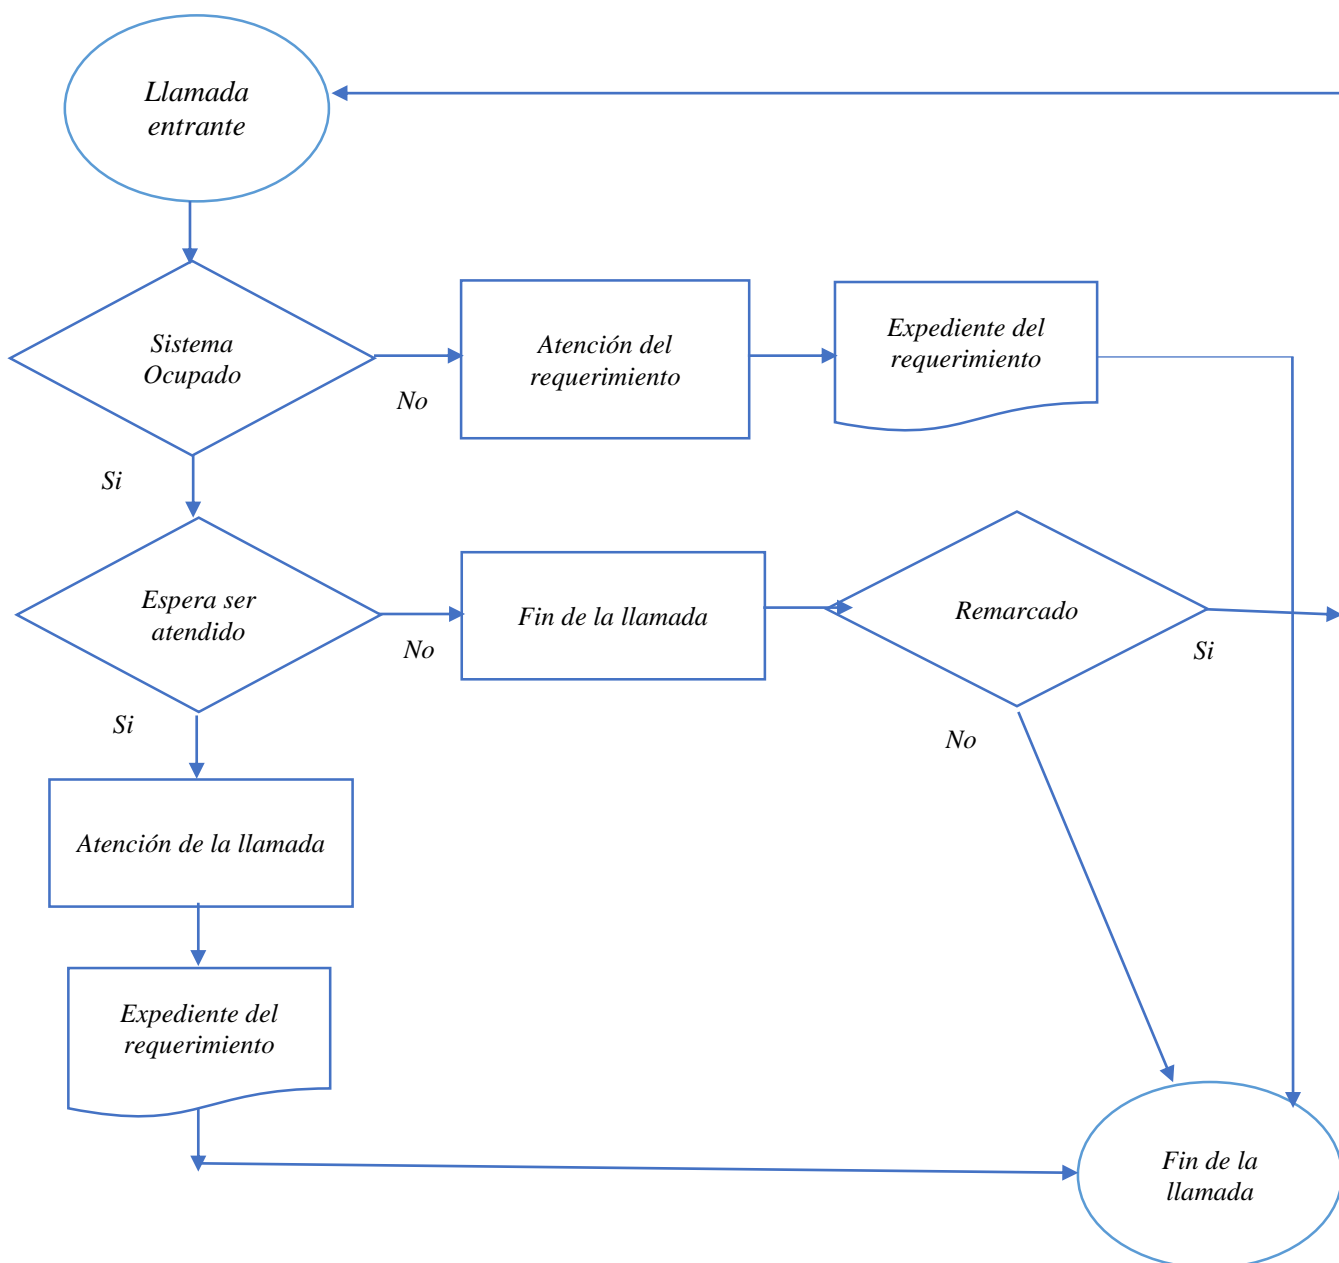 Llamada
entrante
Sistema
Ocupado
No
Atención del
requerimiento
Expediente del
requerimiento
Si
Espera ser
atendido
No
Fin de la llamada
Remarcado
Si
No
Si
Atención de la llamada
Expediente del
requerimiento
Fin de la
llamada